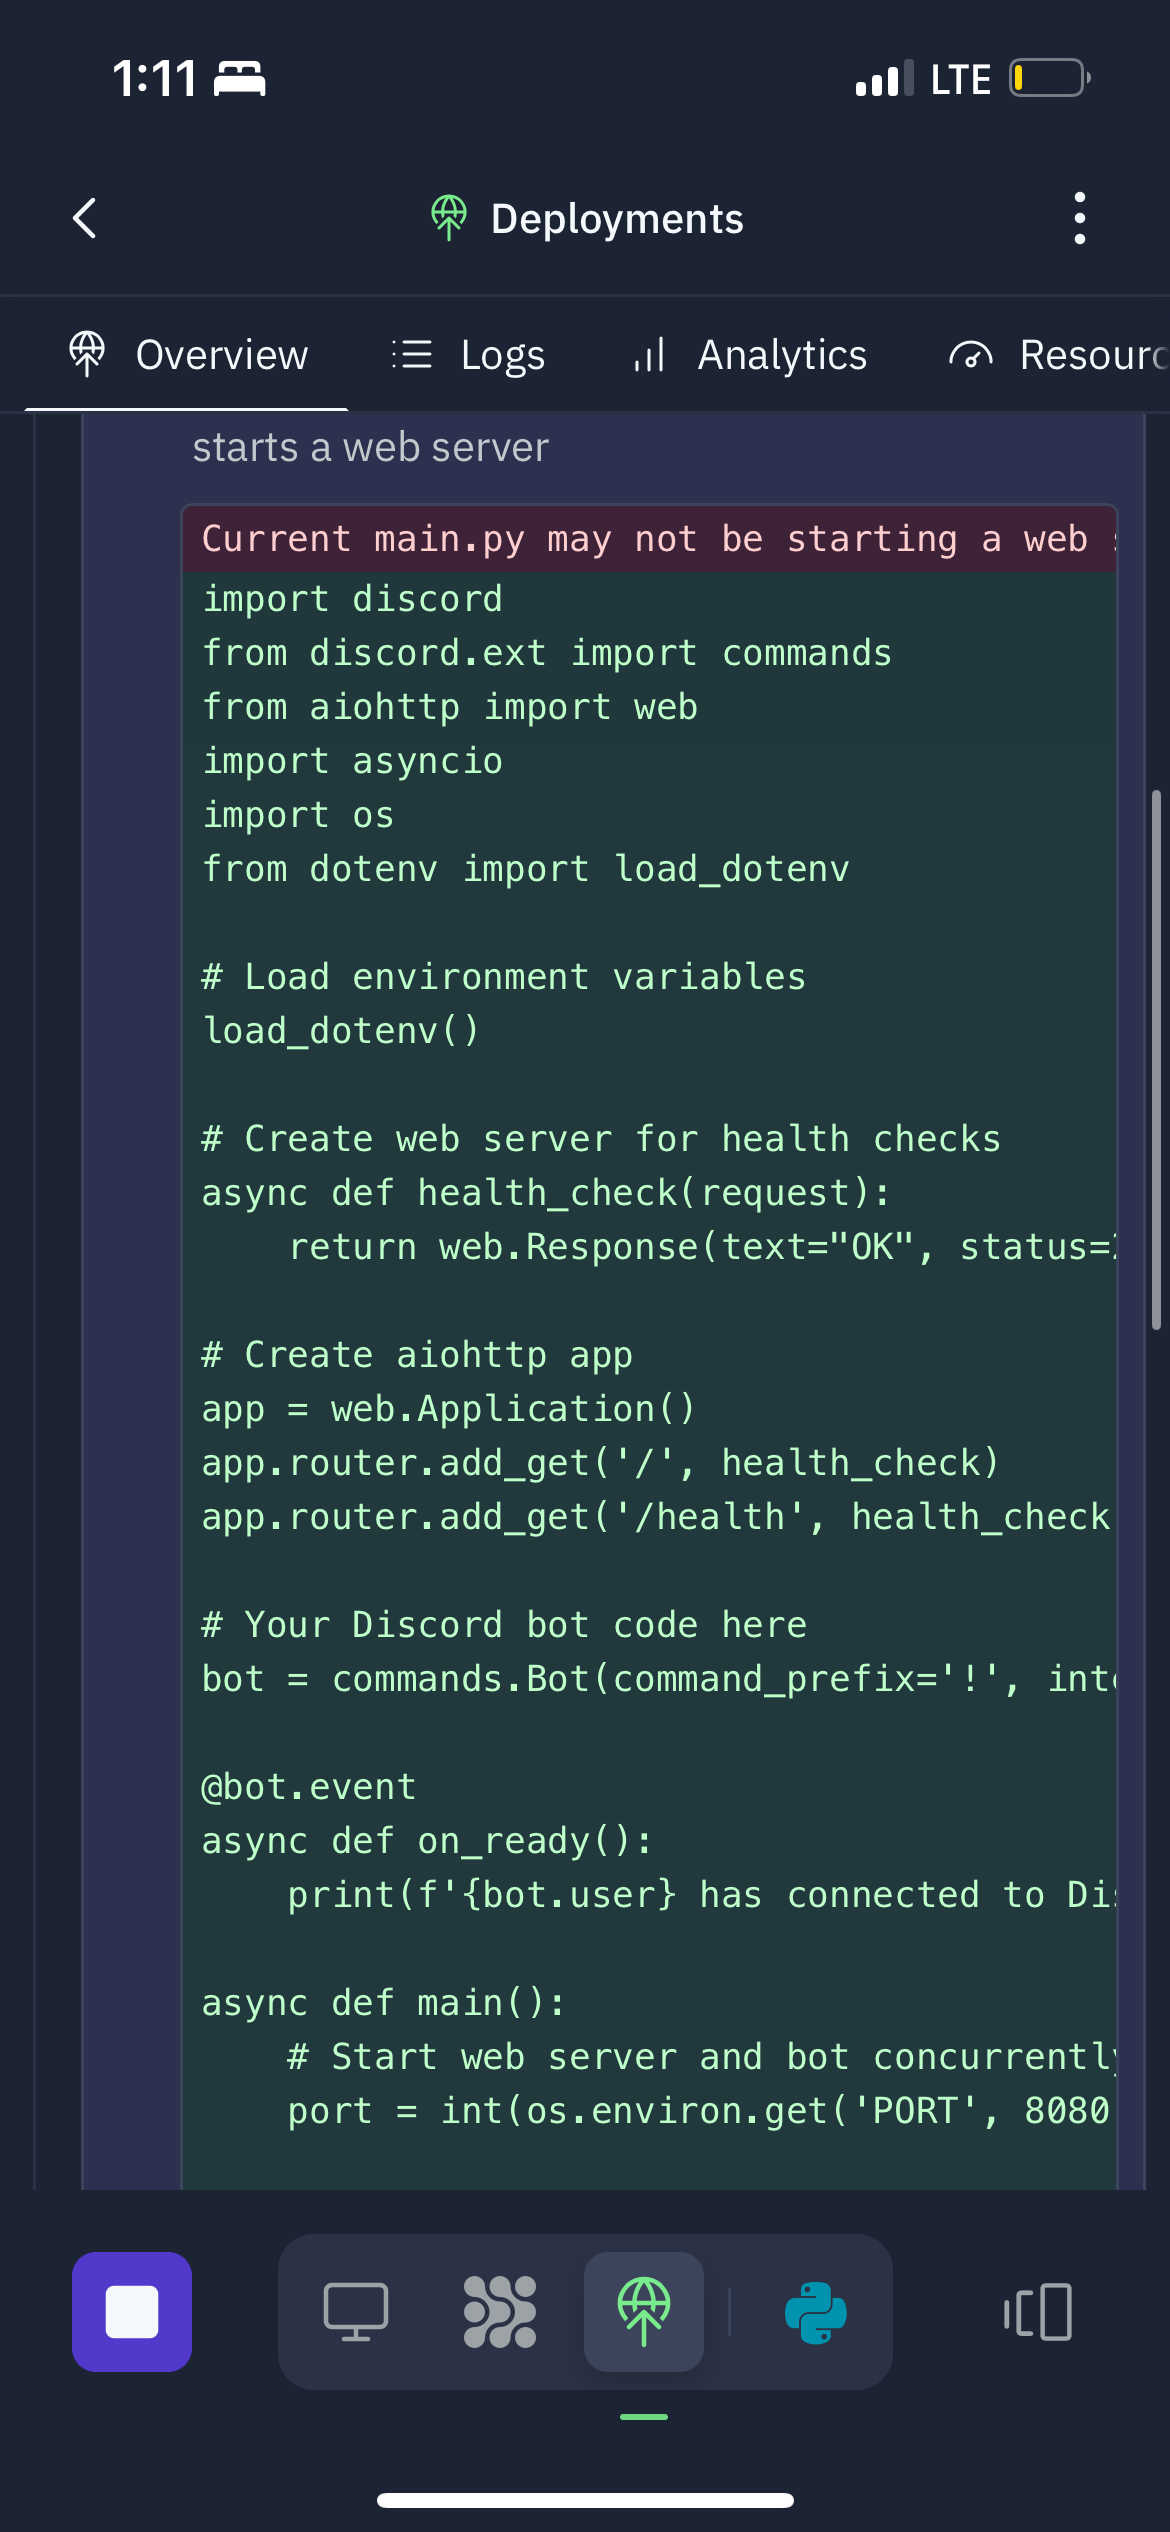 1:11
LTE
Deployments
Overview
Logs
Analytics
starts a web server
Current main.py may not be starting a web
import discord
from discord.ext import commands
from aiohttp import web
import asyncio
import os
from dotenv import load_dotenv
# Load environment variables
load_dotenv()
# Create web server for health checks
async def health_check(request):
    return web.Response(text="OK", status=
# Create aiohttp app
app = web.Application()
app.router.add_get('/', health_check)
app.router.add_get('/health', health_check
# Your Discord bot code here
bot = commands.Bot(command_prefix='!',
@bot.event
async def on_ready():
    print(f'{bot.user} has connected to
async def main():
    # Start web server and bot concurrently
    port = int(os.environ.get('PORT', 8080